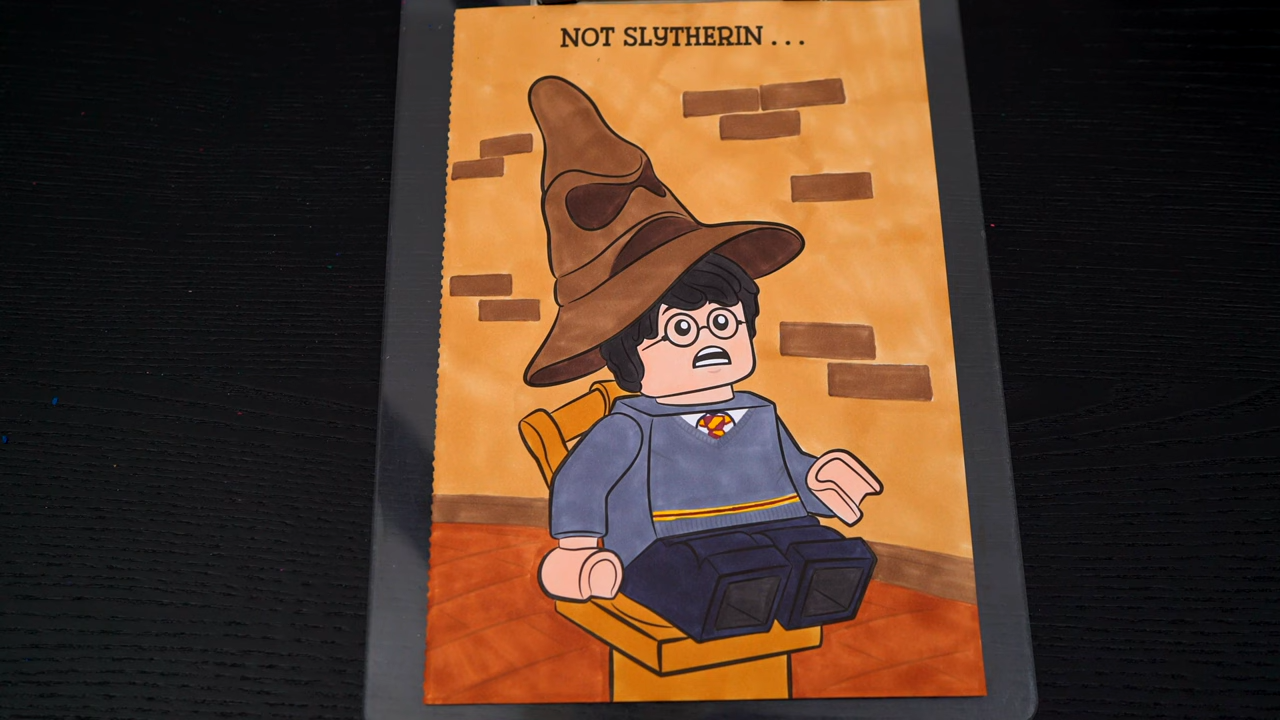 NOT SLYTHERIN . . .